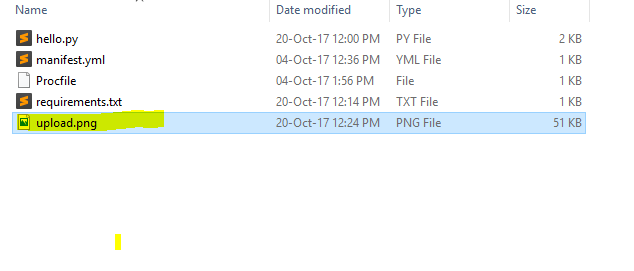 Name Date modified Type Size
hello.py 20-Oct-17 12:00 PM PY File 2 KB
manifest.yml 04-Oct-17 12:36 PM YML File 1 KB
Procfile 04-Oct-17 1:56 PM File 1 KB
requirements.txt 20-Oct-17 12:14 PM TXT File 1 KB
upload.png 20-Oct-17 12:24 PM PNG File 51 KB